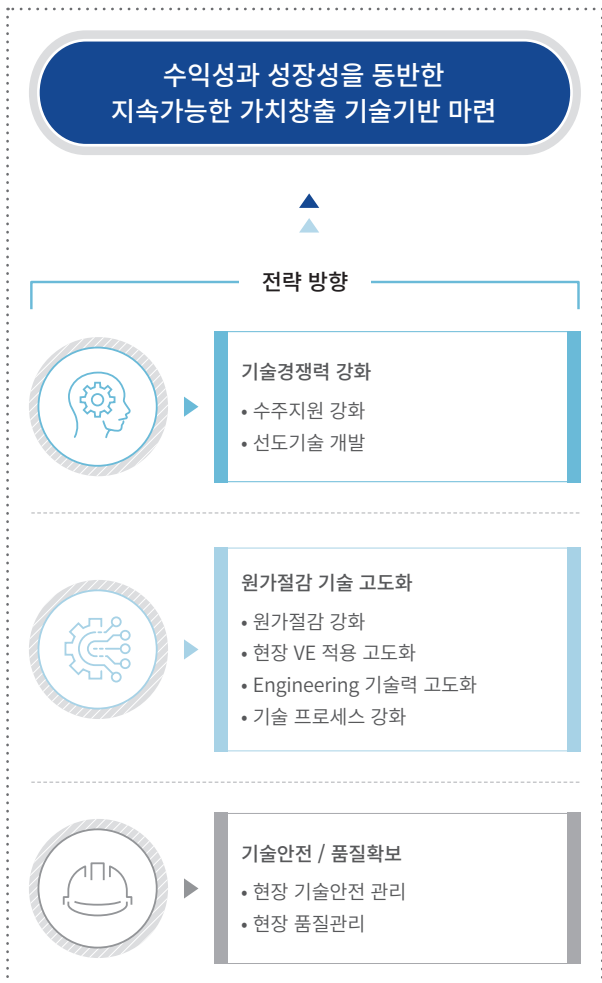 수익성과 성장성을 동반한
지속가능한 가치창출 기술기반 마련
전략 방향
기술경쟁력 강화
• 수주지원 강화
• 선도기술 개발
원가절감 기술 고도화
• 원가절감 강화
• 현장 VE 적용 고도화
• Engineering 기술력 고도화
• 기술 프로세스 강화
기술안전 / 품질확보
• 현장 기술안전 관리
• 현장 품질관리